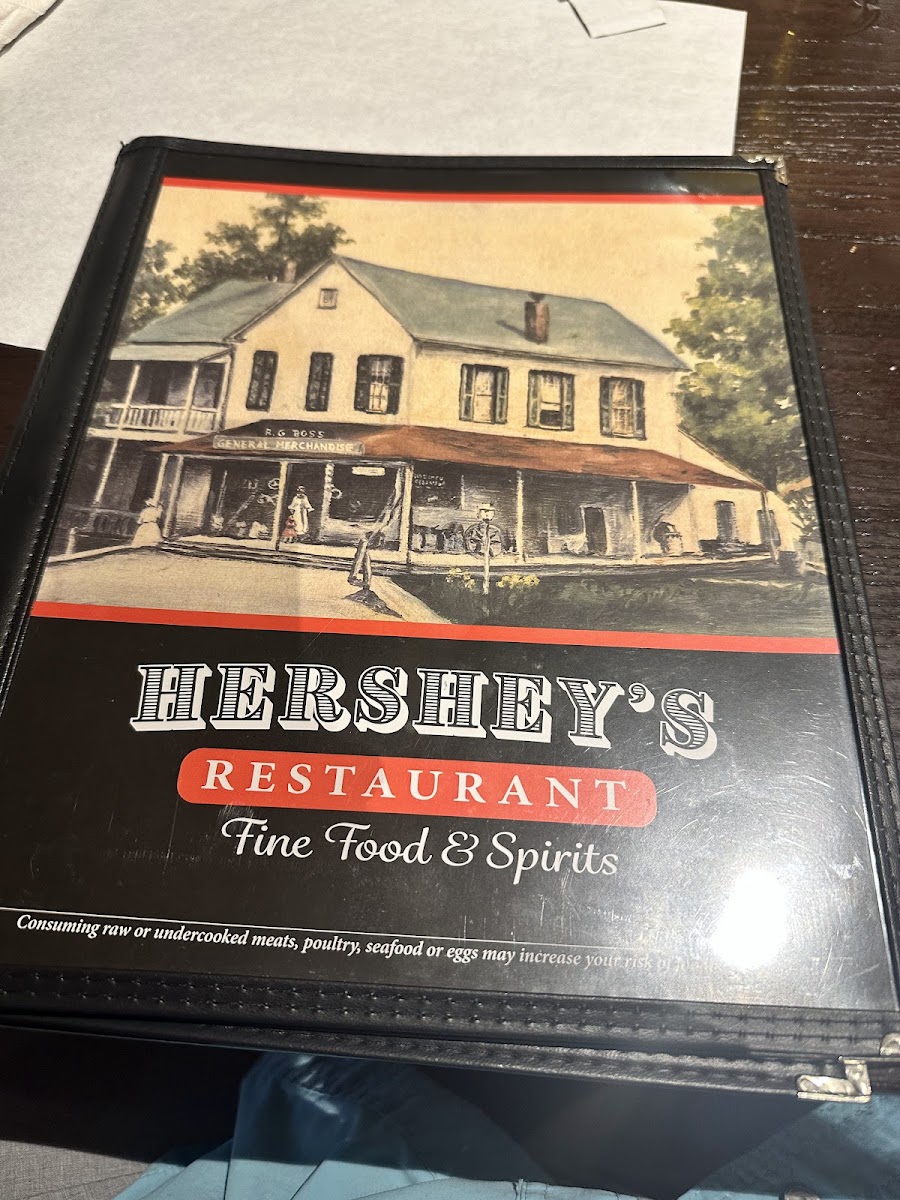 R.G BOSS
GENERAL MERCHANDISE
HERSHEY'S
RESTAURANT
Fine Food & Spirits
Consuming raw or undercooked meats, poultry, seafood or eggs may increase your risk of